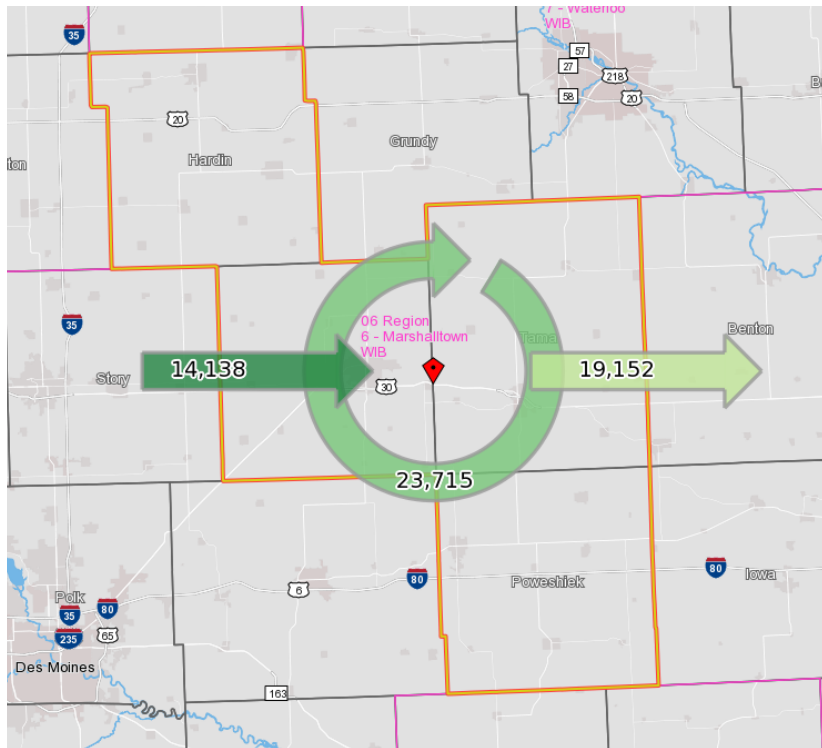 7 - Waterloo
WIB
35
57
27
218
58
20
20
Grundy
Hardin
ton
35
06 Region
6 - Marshalltown
WIB
Tama
Benton
14,138
19,152
Story
30
23,715
80
80
Iowa
Poweshiek
6
Polk
80
35
65
235
Des Moines
163